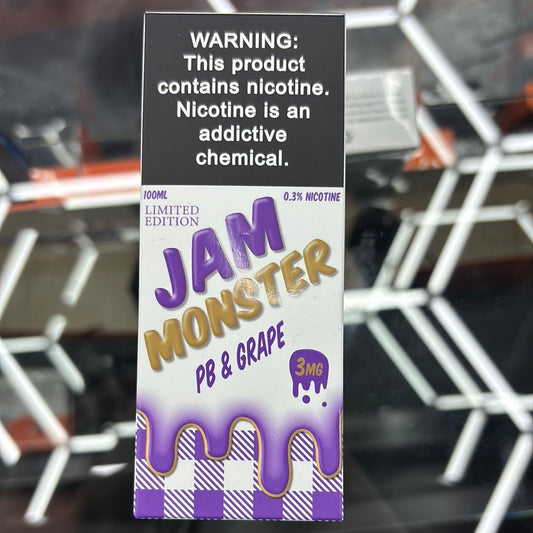 WARNING:
This product
contains nicotine.
Nicotine is an
addictive
chemical.
100ML 0.3% NICOTINE
LIMITED
EDITION
JAM
MONSTER
PB & GRAPE
3MG